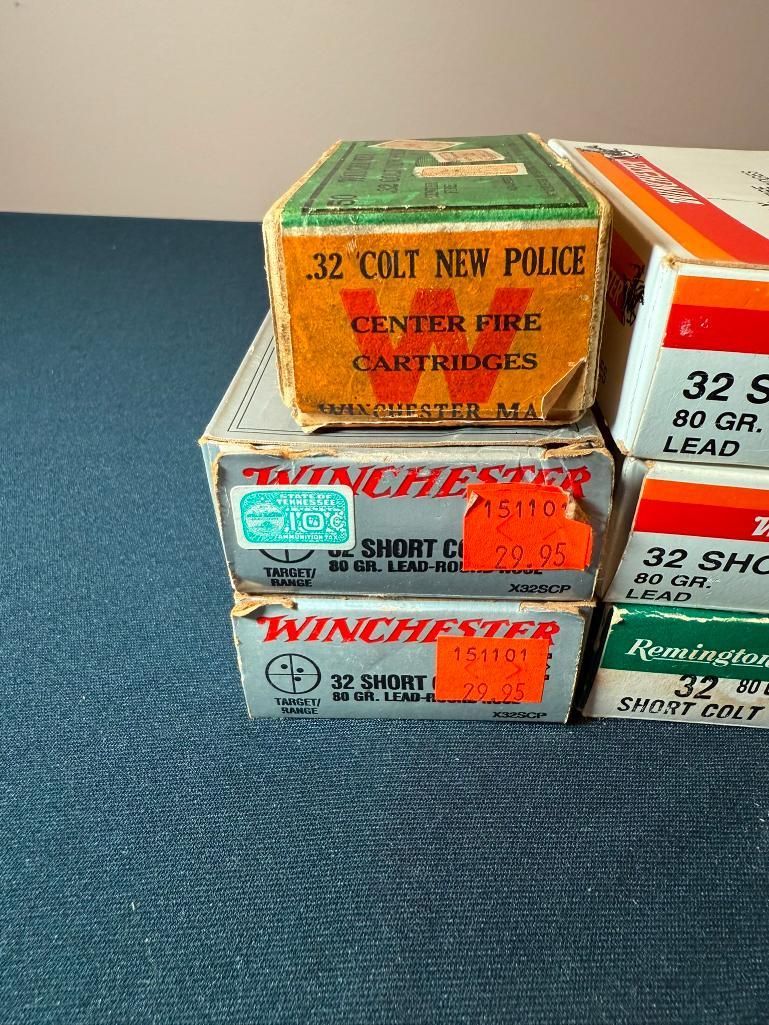 50
.32 COLT NEW POLICE
W
CENTER FIRE
CARTRIDGES
WINCHESTER MA
WINCHESTER
STATE OF
TENNESSEE
10¢
AMMUNITION TAX
151101
29.95
32 SHORT CO
80 GR. LEAD-ROUND NOSE
TARGET/
RANGE
X32SCP
WINCHESTER
151101
29.95
32 SHORT
80 GR. LEAD-ROUND NOSE
TARGET/
RANGE
X32SCP
WINCHESTER
32 S
80 GR.
LEAD
W
32 SHO
80 GR.
LEAD
Remington
32 80
SHORT COLT